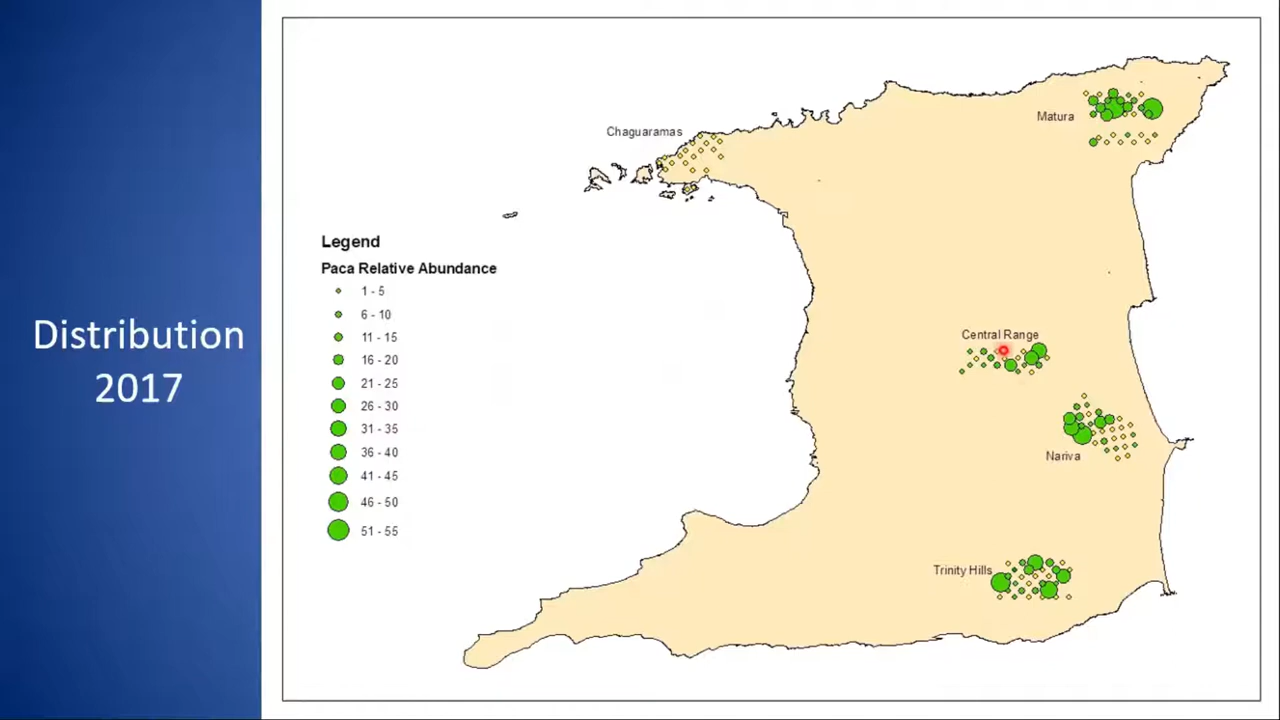 Distribution
2017
Chaguaramas
Matura
Legend
Paca Relative Abundance
1 - 5
6 - 10
11 - 15
16 - 20
21 - 25
26 - 30
31 - 35
36 - 40
41 - 45
46 - 50
51 - 55
Central Range
Nariva
Trinity Hills